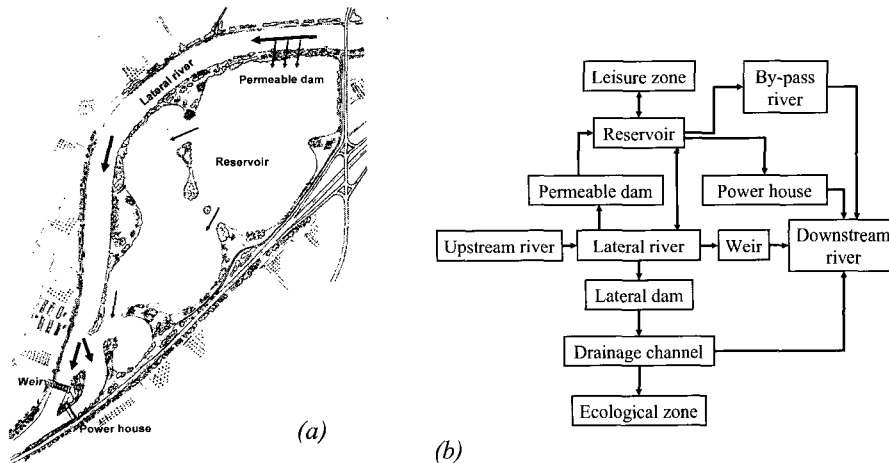 Lateral river
Permeable dam
Reservoir
Weir
Power house
(a)
Leisure zone
By-pass
river
Reservoir
Permeable dam
Power house
Upstream river
Lateral river
Weir
Downstream
river
Lateral dam
Drainage channel
Ecological zone
(b)